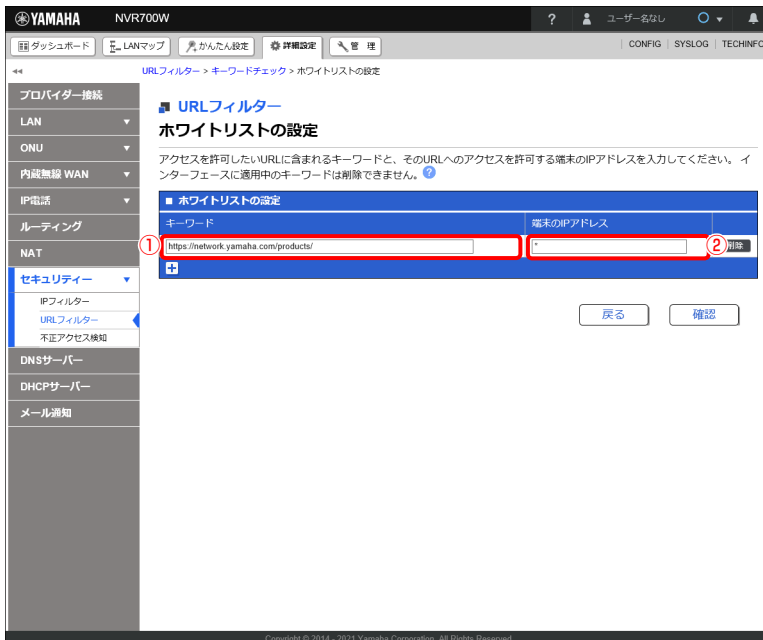 YAMAHA NVR700W ? ユーザー名なし
ダッシュボード LANマップ かんたん設定 詳細設定 管 理 CONFIG SYSLOG TECHINFO
◂◂ URLフィルター > キーワードチェック > ホワイトリストの設定
プロバイダー接続
LAN ▼
ONU ▼
内蔵無線 WAN ▼
IP電話 ▼
ルーティング
NAT
セキュリティー ▼
IPフィルター
URLフィルター
不正アクセス検知
DNSサーバー
DHCPサーバー
メール通知
URLフィルター
ホワイトリストの設定
アクセスを許可したいURLに含まれるキーワードと、そのURLへのアクセスを許可する端末のIPアドレスを入力してください。 イ
ンターフェースに適用中のキーワードは削除できません。 ?
■ ホワイトリストの設定
キーワード 端末のIPアドレス
① https://network.yamaha.com/products/ * ② 削除
+
戻る 確認
Copyright © 2014 - 2021 Yamaha Corporation. All Rights Reserved.